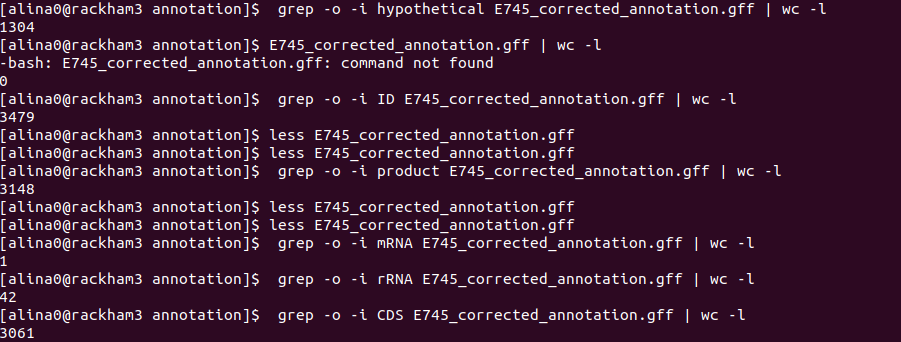 [alina0@rackham3 annotation]$  grep -o -i hypothetical E745_corrected_annotation.gff | wc -l
1304
[alina0@rackham3 annotation]$ E745_corrected_annotation.gff | wc -l
-bash: E745_corrected_annotation.gff: command not found
0
[alina0@rackham3 annotation]$  grep -o -i ID E745_corrected_annotation.gff | wc -l
3479
[alina0@rackham3 annotation]$ less E745_corrected_annotation.gff
[alina0@rackham3 annotation]$ less E745_corrected_annotation.gff
[alina0@rackham3 annotation]$  grep -o -i product E745_corrected_annotation.gff | wc -l
3148
[alina0@rackham3 annotation]$ less E745_corrected_annotation.gff
[alina0@rackham3 annotation]$ less E745_corrected_annotation.gff
[alina0@rackham3 annotation]$  grep -o -i mRNA E745_corrected_annotation.gff | wc -l
1
[alina0@rackham3 annotation]$  grep -o -i rRNA E745_corrected_annotation.gff | wc -l
42
[alina0@rackham3 annotation]$  grep -o -i CDS E745_corrected_annotation.gff | wc -l
3061